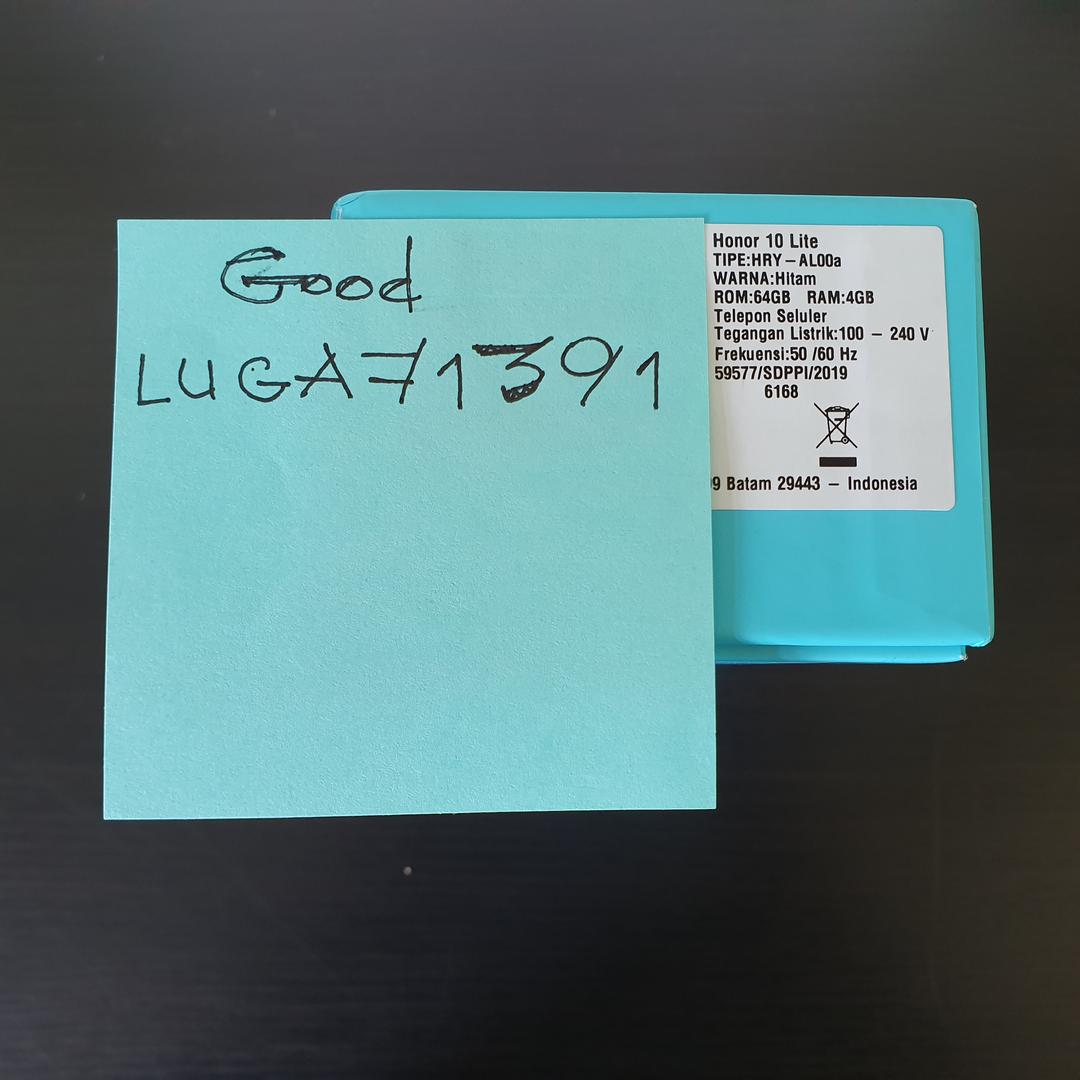 Good
LUGA71391
Honor 10 Lite
TIPE:HRY – AL00a
WARNA:Hitam
ROM:64GB RAM:4GB
Telepon Seluler
Tegangan Listrik:100 – 240 V
Frekuensi:50 /60 Hz
59577/SDPPI/2019
6168
9 Batam 29443 – Indonesia